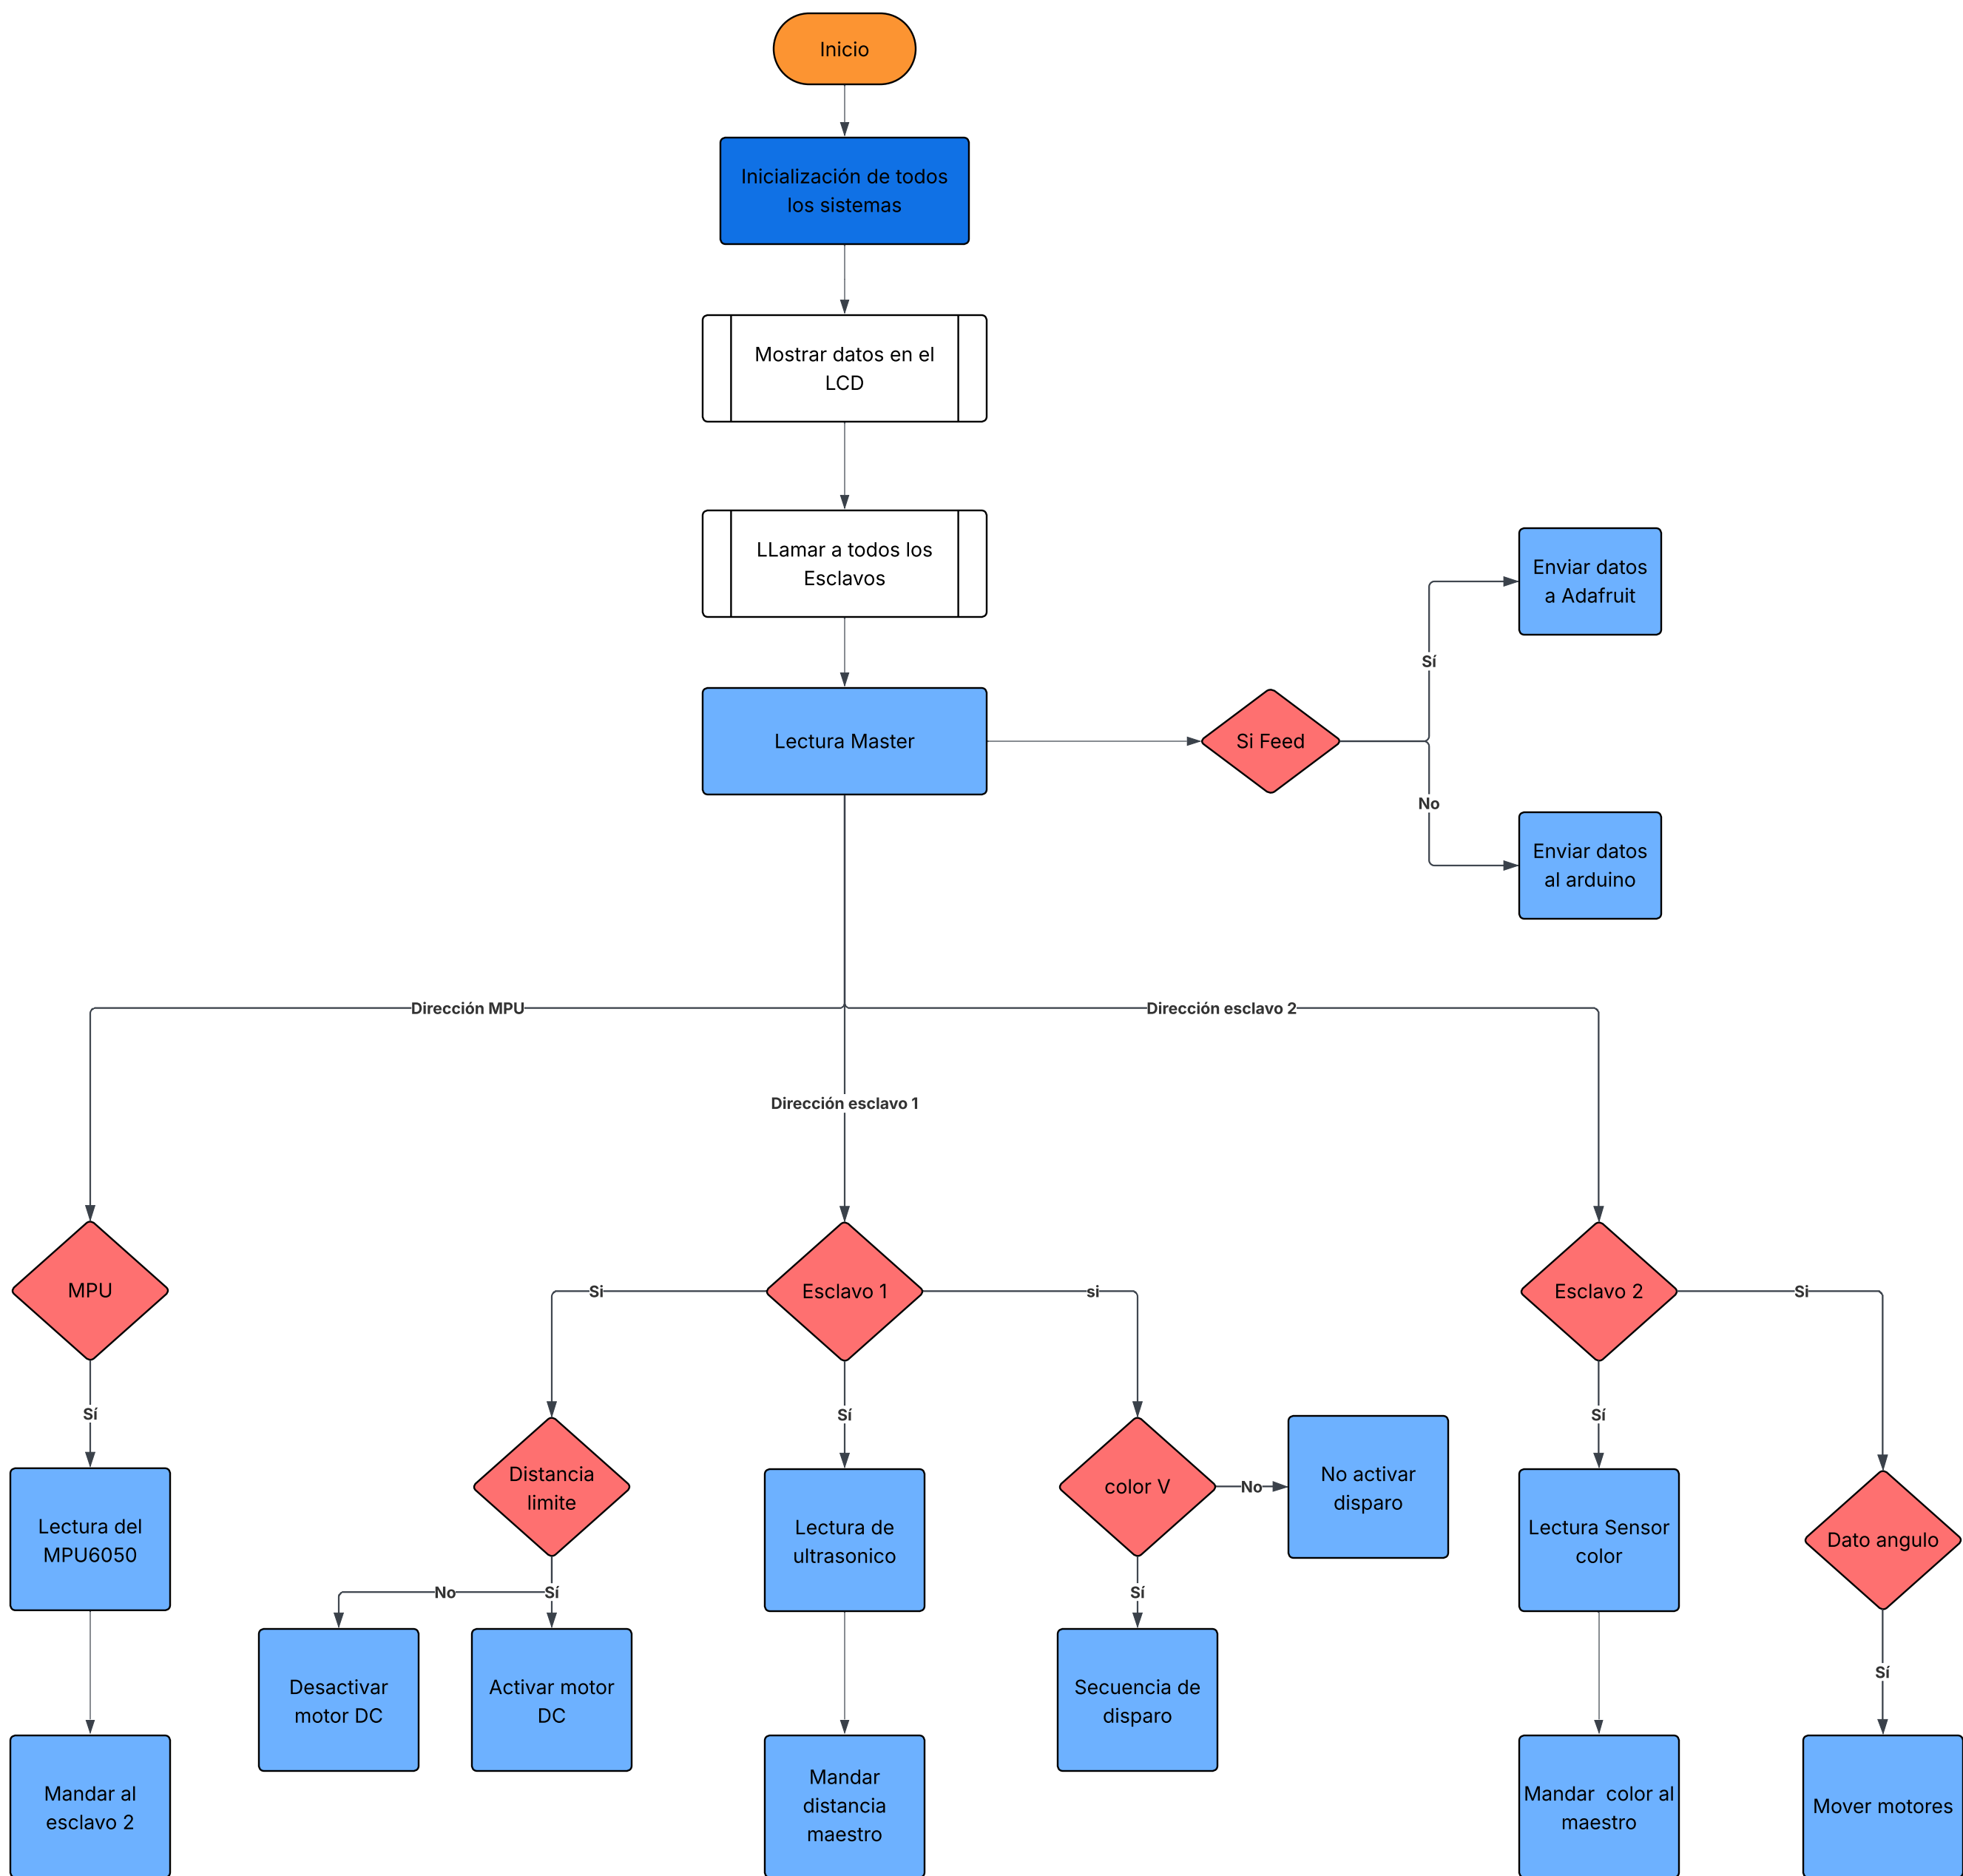 Inicio
Inicialización de todos
los sistemas
Mostrar datos en el
LCD
LLamar a todos los
Esclavos
Lectura Master
Si Feed
Sí
Enviar datos
a Adafruit
No
Enviar datos
al arduino
Dirección MPU
Dirección esclavo 2
Dirección esclavo 1
MPU
Sí
Lectura del
MPU6050
Mandar al
esclavo 2
Esclavo 1
Si
Distancia
limite
No
Sí
Desactivar
motor DC
Activar motor
DC
Sí
Lectura de
ultrasonico
Mandar
distancia
maestro
si
color V
No
No activar
disparo
Sí
Secuencia de
disparo
Esclavo 2
Sí
Lectura Sensor
color
Mandar  color al
maestro
Si
Dato angulo
Sí
Mover motores